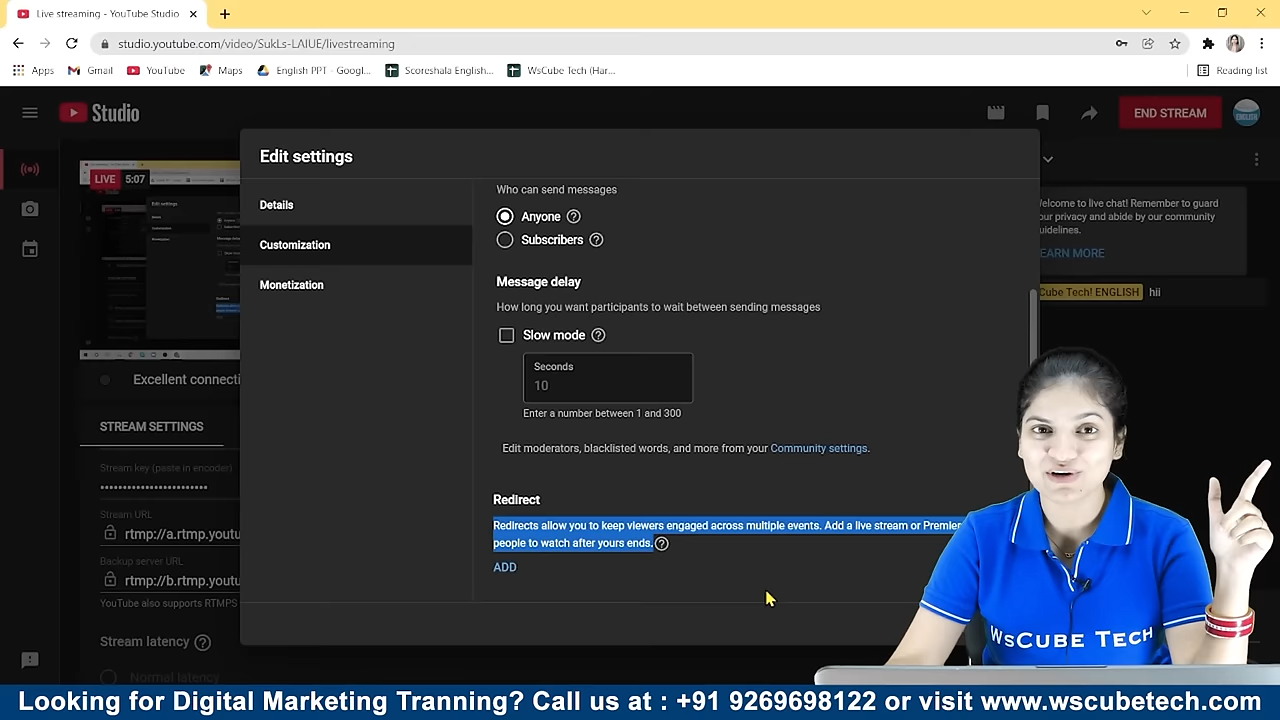 Live streaming - YouTube Studio
studio.youtube.com/video/SukLs-LAIUE/livestreaming
Apps Gmail YouTube Maps English PPT - Googl... Scoreshala English... WsCube Tech (Har... Reading list
Studio
END STREAM
ENGLISH
Edit settings
LIVE 5:07
Details
Customization
Monetization
Who can send messages
Anyone
Subscribers
Message delay
How long you want participants to wait between sending messages
Slow mode
Seconds
10
Enter a number between 1 and 300
Edit moderators, blacklisted words, and more from your Community settings.
Redirect
Redirects allow you to keep viewers engaged across multiple events. Add a live stream or Premier
people to watch after yours ends.
ADD
elcome to live chat! Remember to guard
our privacy and abide by our community
uidelines.
EARN MORE
Cube Tech! ENGLISH hii
Excellent connecti
STREAM SETTINGS
Stream key (paste in encoder)
Stream URL
rtmp://a.rtmp.youtu
Backup server URL
rtmp://b.rtmp.youtu
YouTube also supports RTMPS
Stream latency
Normal latency
WSCUBE TECH
Looking for Digital Marketing Tranning? Call us at : +91 9269698122 or visit www.wscubetech.com